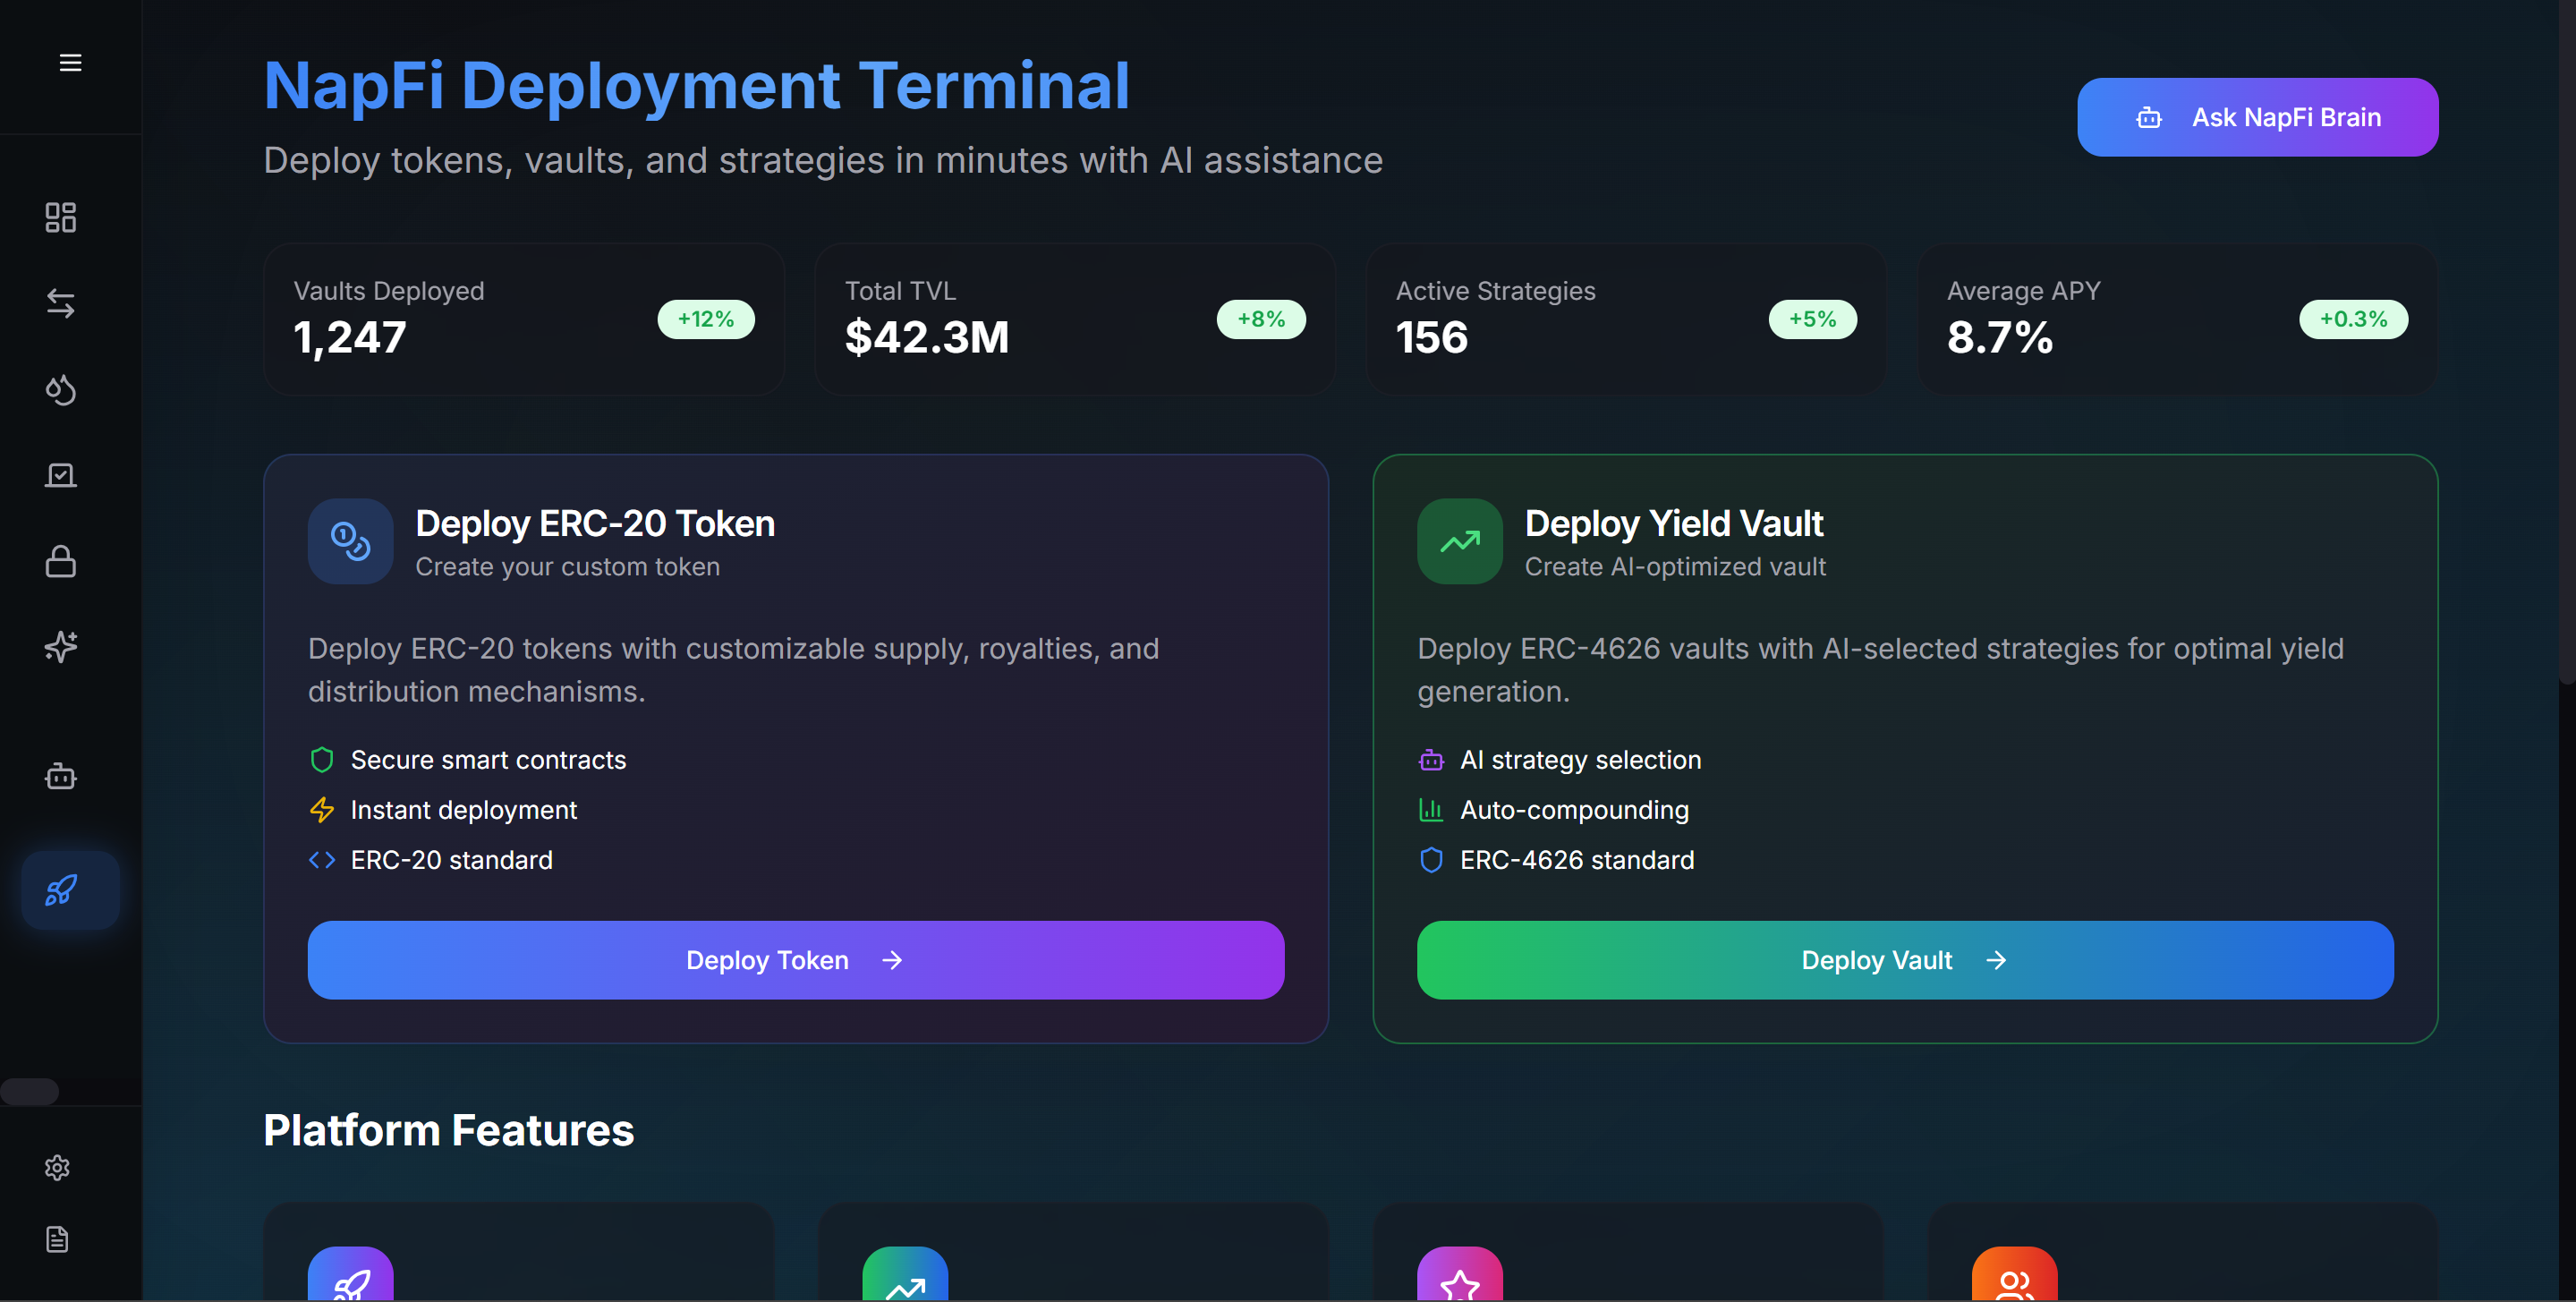 NapFi Deployment Terminal
Deploy tokens, vaults, and strategies in minutes with AI assistance
Ask NapFi Brain
Vaults Deployed
1,247
+12%
Total TVL
$42.3M
+8%
Active Strategies
156
+5%
Average APY
8.7%
+0.3%
Deploy ERC-20 Token
Create your custom token
Deploy ERC-20 tokens with customizable supply, royalties, and
distribution mechanisms.
Secure smart contracts
Instant deployment
ERC-20 standard
Deploy Token
Deploy Yield Vault
Create AI-optimized vault
Deploy ERC-4626 vaults with AI-selected strategies for optimal yield
generation.
AI strategy selection
Auto-compounding
ERC-4626 standard
Deploy Vault
Platform Features